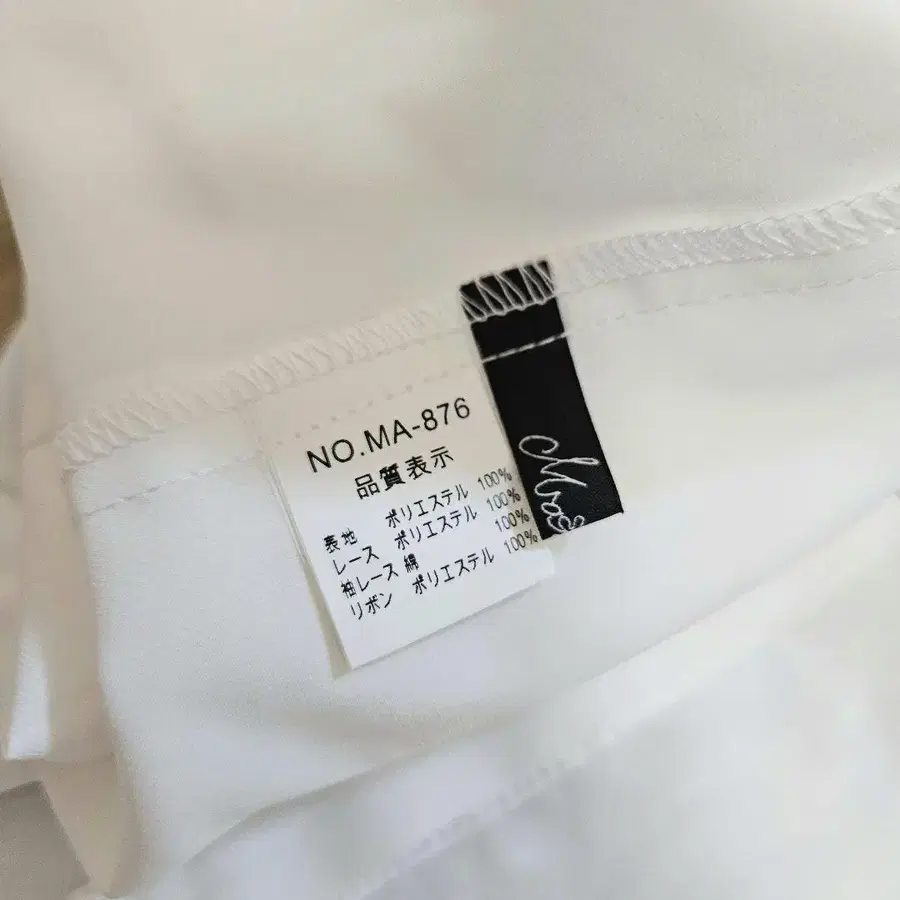 NO.MA-876
品質表示
表地 ポリエステル 100%
レース ポリエステル 100%
袖レース 綿 100%
リボン ポリエステル 100%